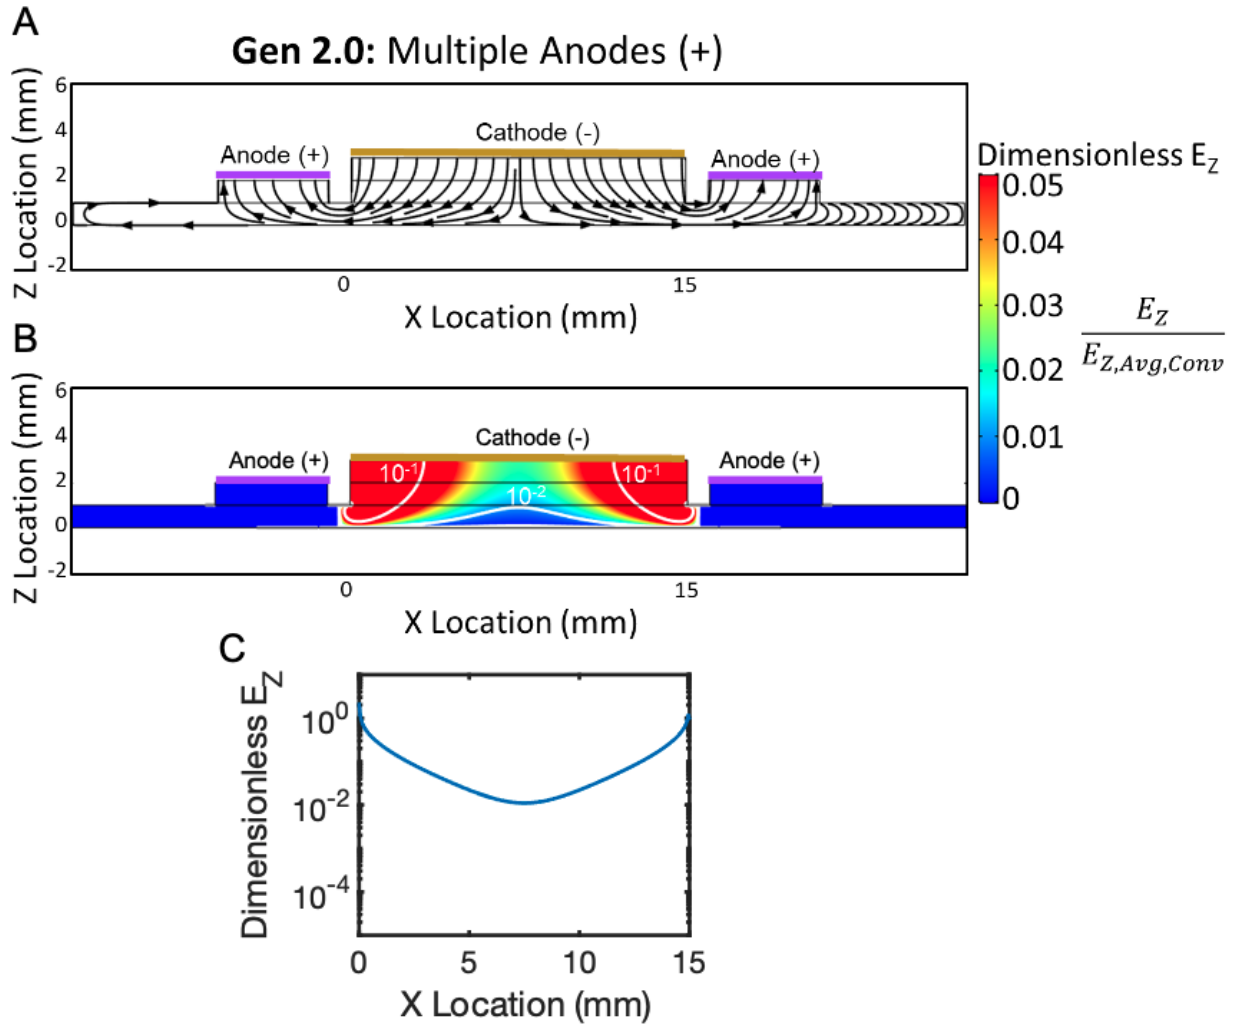 A
Gen 2.0: Multiple Anodes (+)
Z Location (mm)
6
4
2
0
-2
Anode (+)
Cathode (-)
Anode (+)
0
15
X Location (mm)
Dimensionless E_Z
0.05
0.04
0.03
0.02
0.01
0
E_Z
E_{Z,Avg,Conv}
B
Z Location (mm)
6
4
2
0
-2
Anode (+)
Cathode (-)
Anode (+)
10^{-1}
10^{-1}
10^{-2}
0
15
X Location (mm)
C
Dimensionless E_Z
10^0
10^{-2}
10^{-4}
0
5
10
15
X Location (mm)